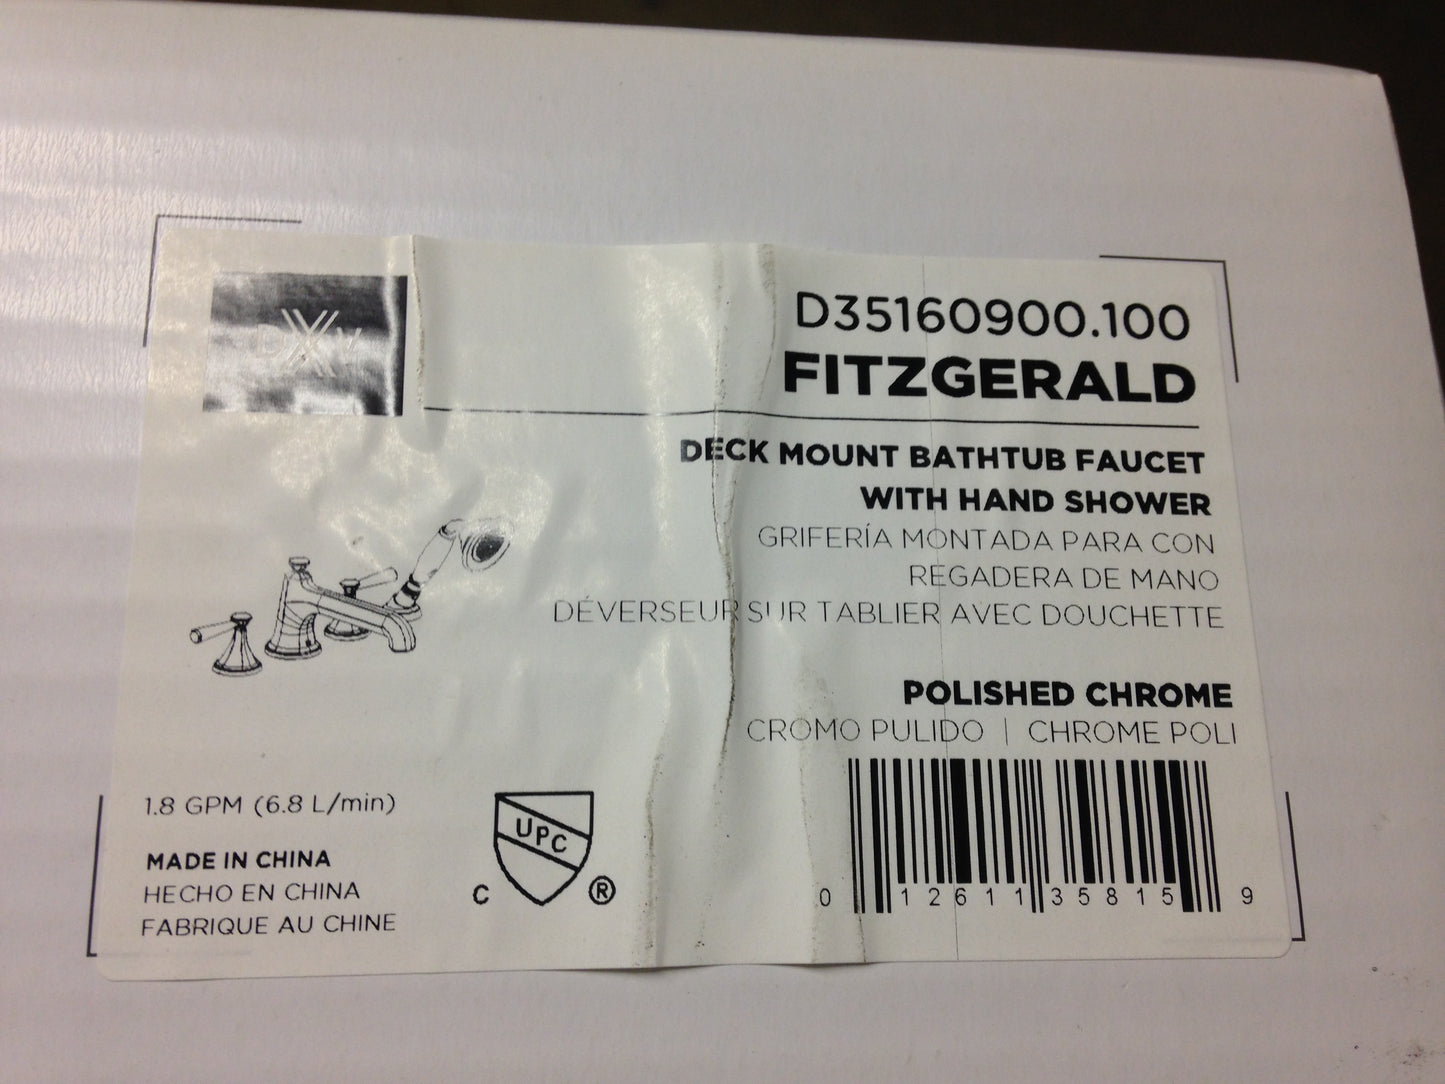 DXV
D35160900.100
FITZGERALD
DECK MOUNT BATHTUB FAUCET
WITH HAND SHOWER
GRIFERÍA MONTADA PARA CON
REGADERA DE MANO
DÉVERSEUR SUR TABLIER AVEC DOUCHETTE
POLISHED CHROME
CROMO PULIDO | CHROME POLI
1.8 GPM (6.8 L/min)
MADE IN CHINA
HECHO EN CHINA
FABRIQUE AU CHINE
UPC
C ®
0 12611 35815 9